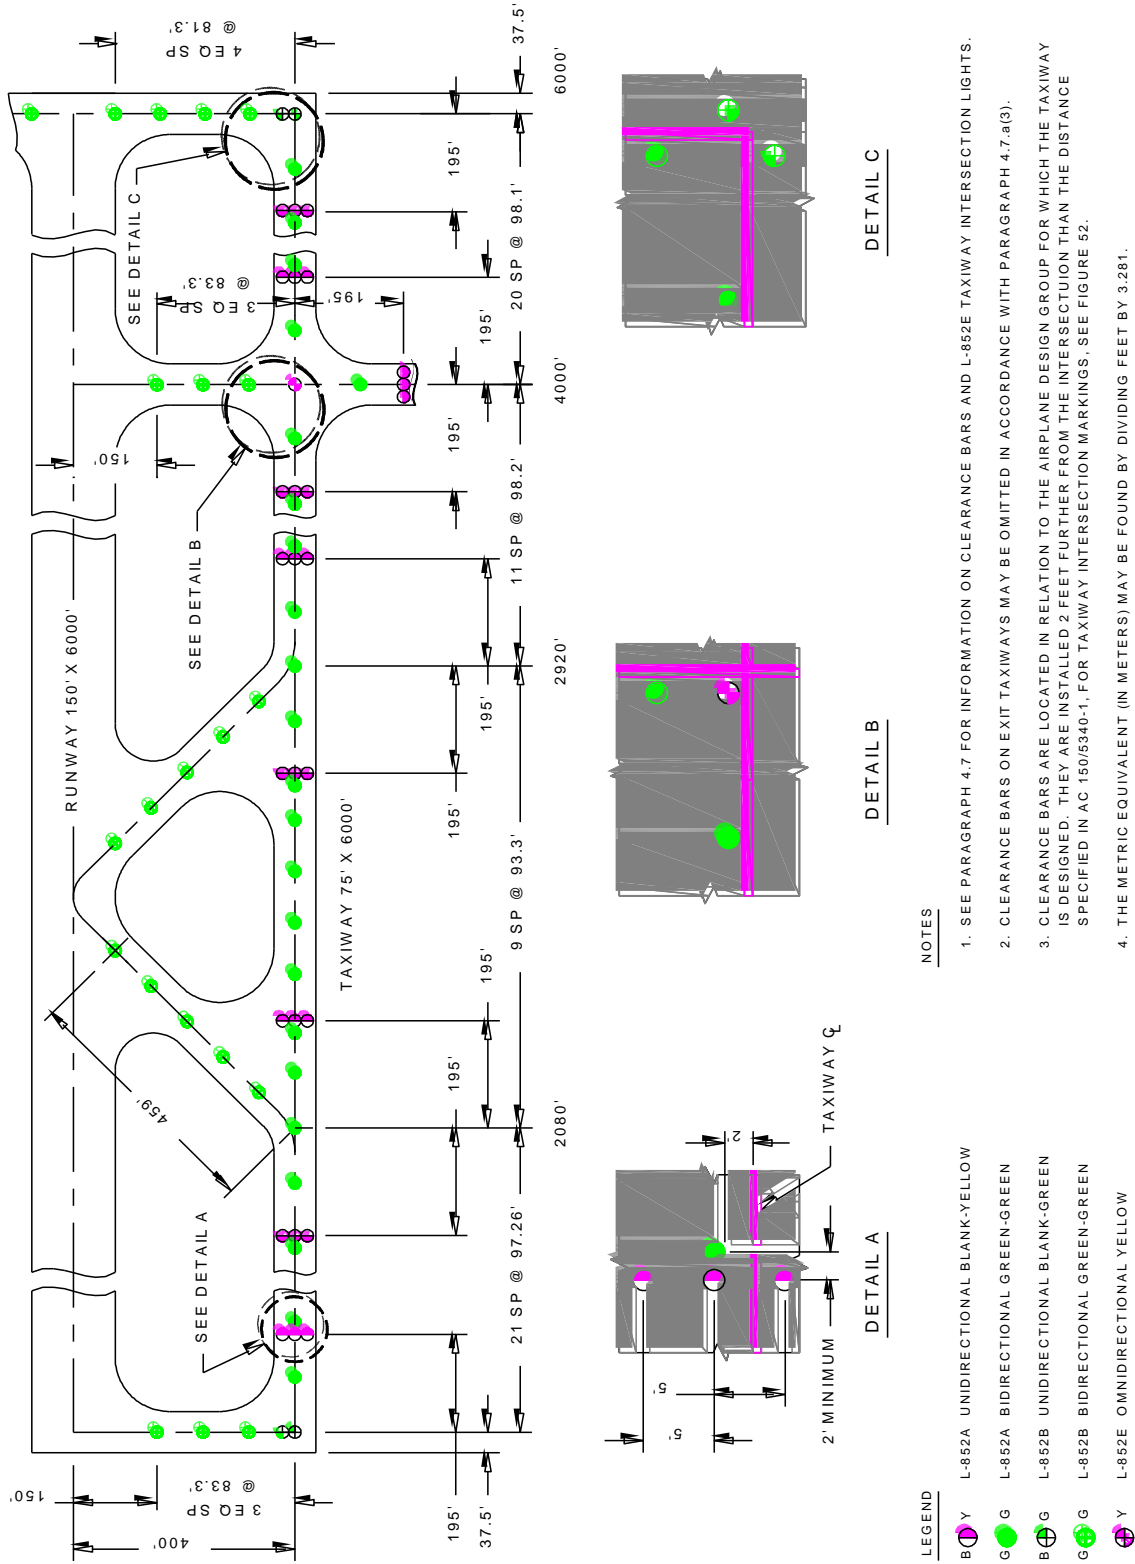 RUNWAY 150' X 6000'
TAXIWAY 75' X 6000'
SEE DETAIL A
SEE DETAIL B
SEE DETAIL C
150'
400'
3 EQ SP
@ 83.3'
459'
150'
3 EQ SP
@ 83.3'
195'
4 EQ SP
@ 81.3'
195'
37.5'
195'
195'
195'
195'
195'
195'
195'
195'
37.5'
21 SP @ 97.26'
9 SP @ 93.3'
11 SP @ 98.2'
20 SP @ 98.1'
2080'
2920'
4000'
6000'
5'
5'
2' MINIMUM
2'
TAXIWAY ℄
DETAIL A
DETAIL B
DETAIL C
LEGEND
B Y L-852A UNIDIRECTIONAL BLANK-YELLOW
G G L-852A BIDIRECTIONAL GREEN-GREEN
B G L-852B UNIDIRECTIONAL BLANK-GREEN
G G L-852B BIDIRECTIONAL GREEN-GREEN
Y L-852E OMNIDIRECTIONAL YELLOW
NOTES
1. SEE PARAGRAPH 4.7 FOR INFORMATION ON CLEARANCE BARS AND L-852E TAXIWAY INTERSECTION LIGHTS.
2. CLEARANCE BARS ON EXIT TAXIWAYS MAY BE OMITTED IN ACCORDANCE WITH PARAGRAPH 4.7.a(3).
3. CLEARANCE BARS ARE LOCATED IN RELATION TO THE AIRPLANE DESIGN GROUP FOR WHICH THE TAXIWAY
IS DESIGNED. THEY ARE INSTALLED 2 FEET FURTHER FROM THE INTERSECTUION THAN THE DISTANCE
SPECIFIED IN AC 150/5340-1, FOR TAXIWAY INTERSECTION MARKINGS, SEE FIGURE 52.
4. THE METRIC EQUIVALENT (IN METERS) MAY BE FOUND BY DIVIDING FEET BY 3.281.